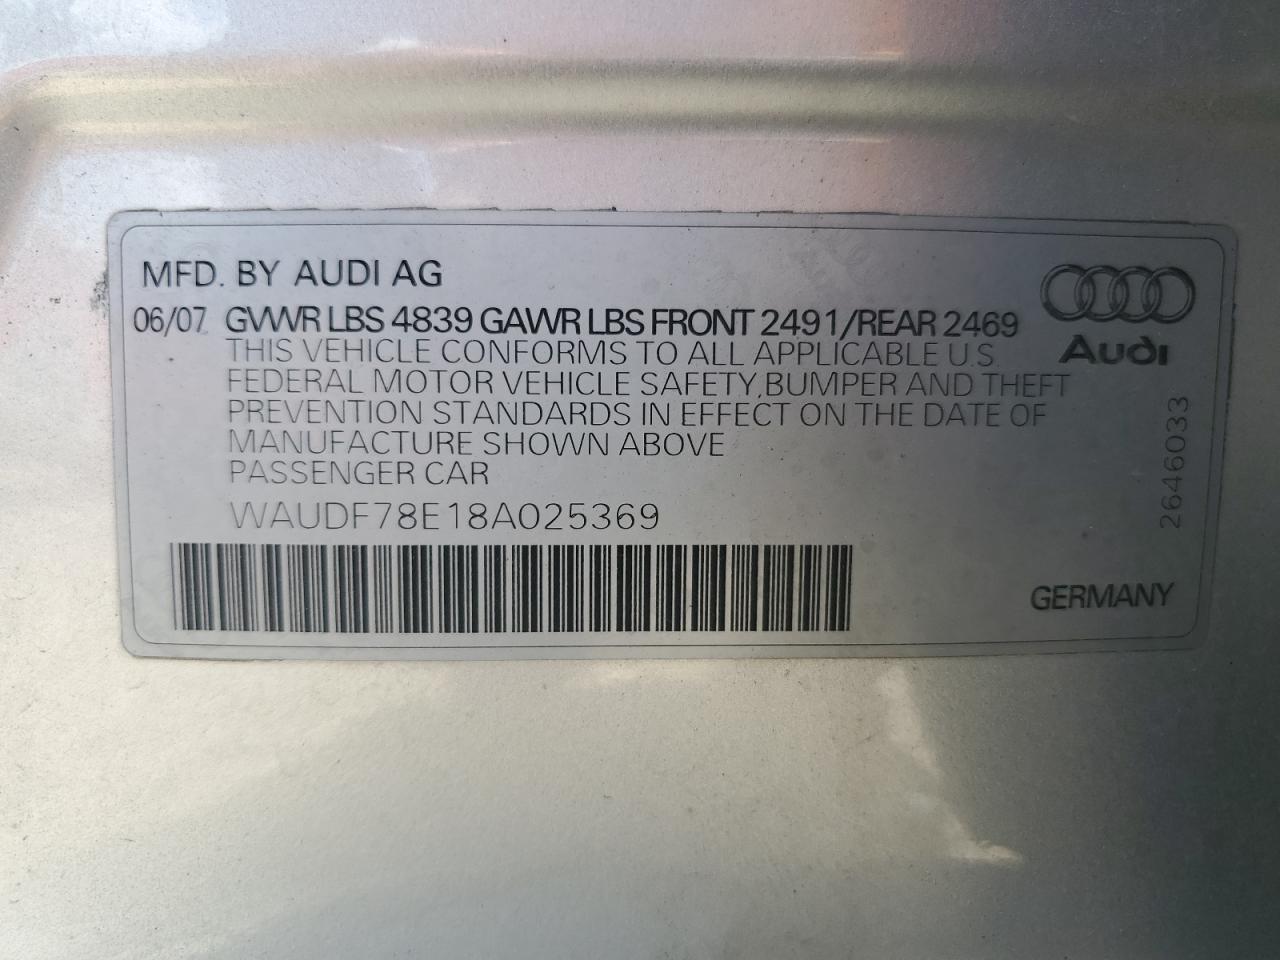 MFD. BY AUDI AG
06/07 GVWR LBS 4839 GAWR LBS FRONT 2491/REAR 2469
THIS VEHICLE CONFORMS TO ALL APPLICABLE U.S.
FEDERAL MOTOR VEHICLE SAFETY,BUMPER AND THEFT
PREVENTION STANDARDS IN EFFECT ON THE DATE OF
MANUFACTURE SHOWN ABOVE
PASSENGER CAR
WAUDF78E18A025369
Audi
2646033
GERMANY